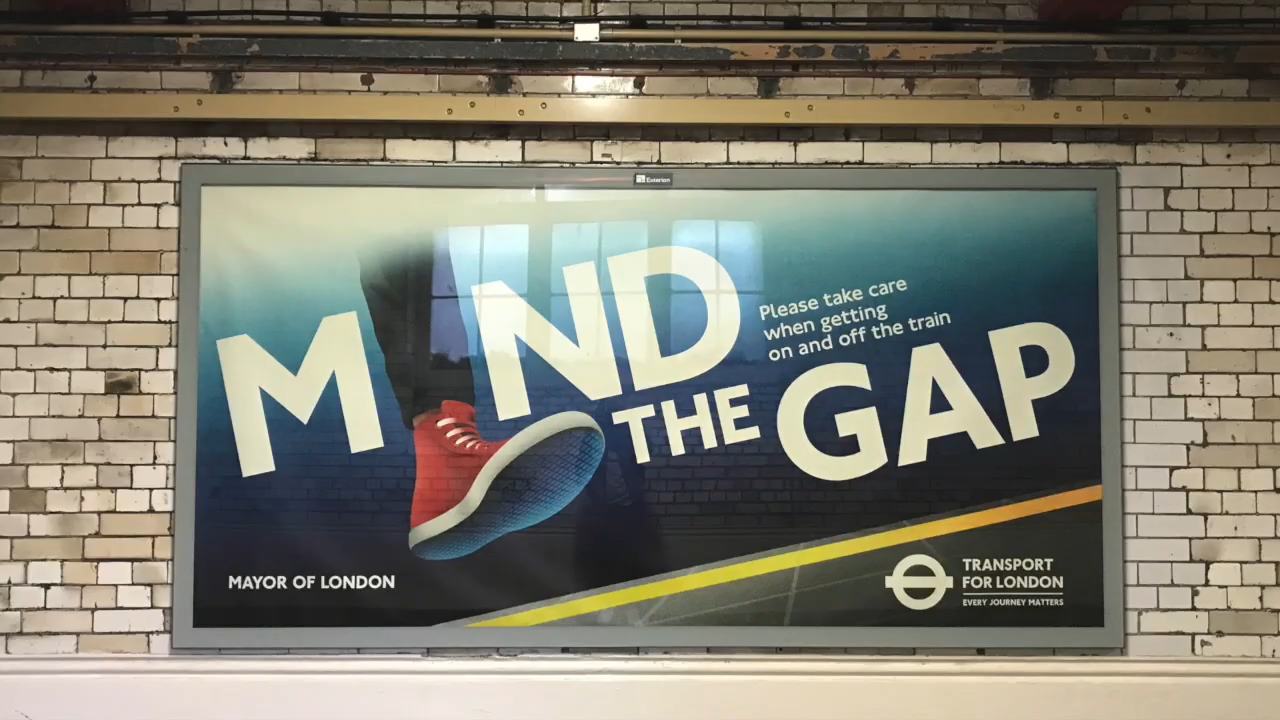 Exterion
M ND
THE GAP
Please take care
when getting
on and off the train
MAYOR OF LONDON
TRANSPORT
FOR LONDON
EVERY JOURNEY MATTERS